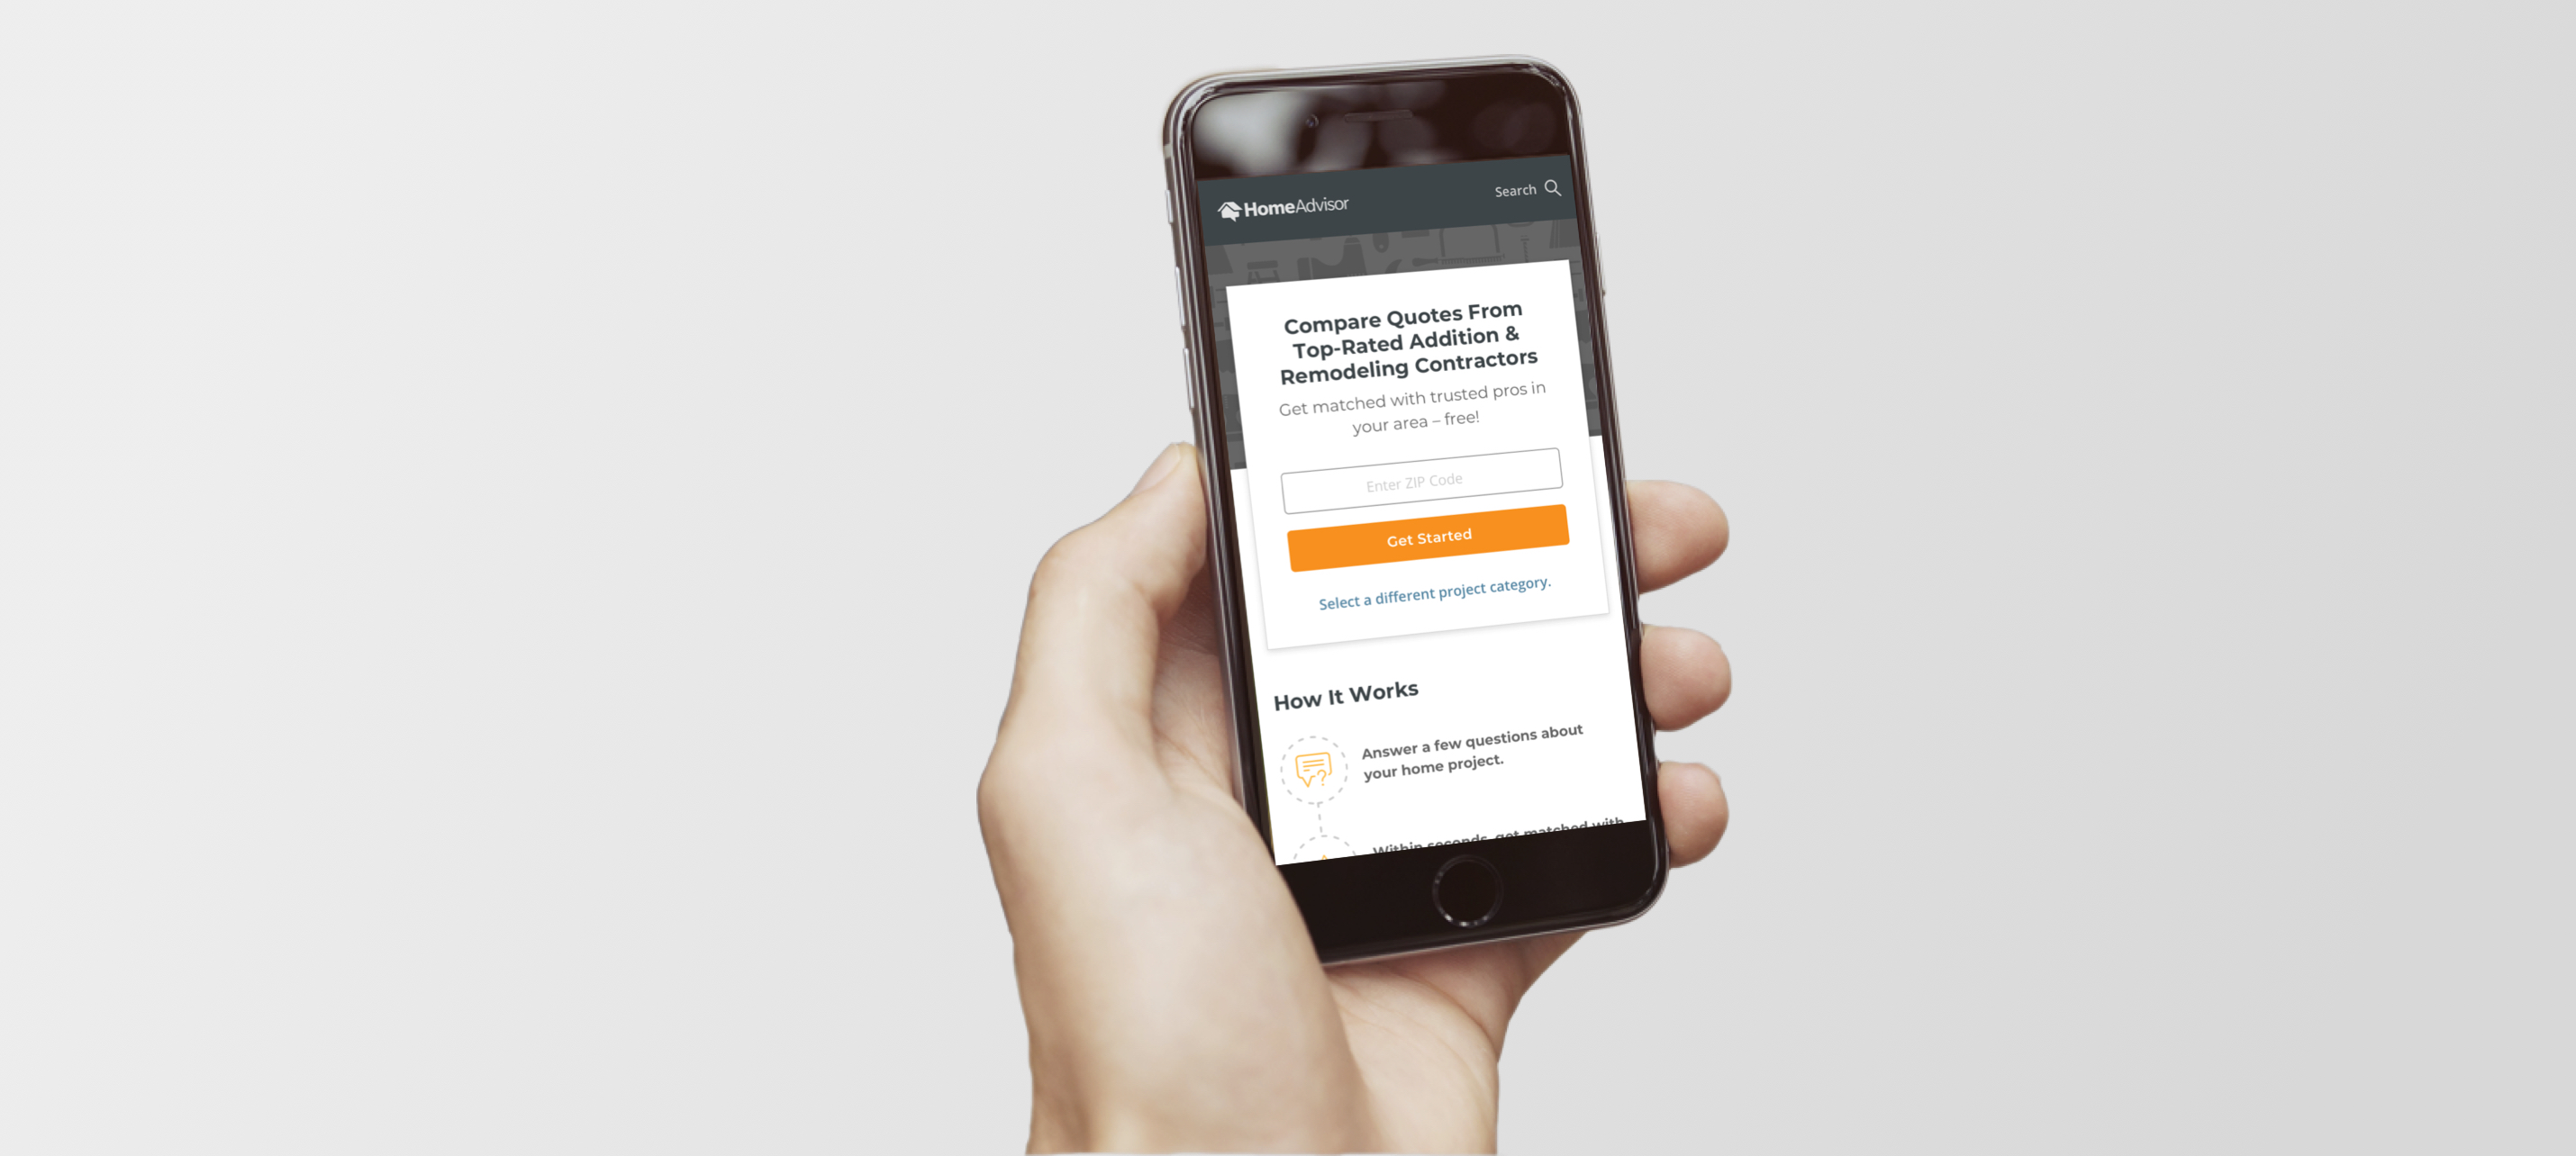 HomeAdvisor
Search
Compare Quotes From
Top-Rated Addition &
Remodeling Contractors
Get matched with trusted pros in
your area – free!
Enter ZIP Code
Get Started
Select a different project category.
How It Works
Answer a few questions about
your home project.
Within seconds, get matched with